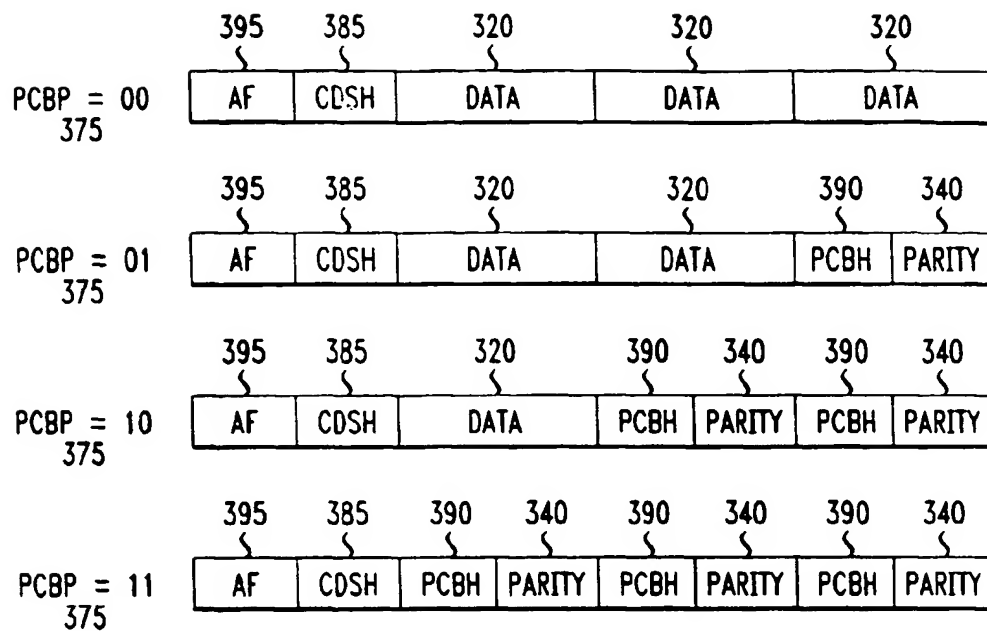 395 385 320 320 320
PCBP = 00 AF CDSH DATA DATA DATA
375
395 385 320 320 390 340
PCBP = 01 AF CDSH DATA DATA PCBH PARITY
375
395 385 320 390 340 390 340
PCBP = 10 AF CDSH DATA PCBH PARITY PCBH PARITY
375
395 385 390 340 390 340 390 340
PCBP = 11 AF CDSH PCBH PARITY PCBH PARITY PCBH PARITY
375